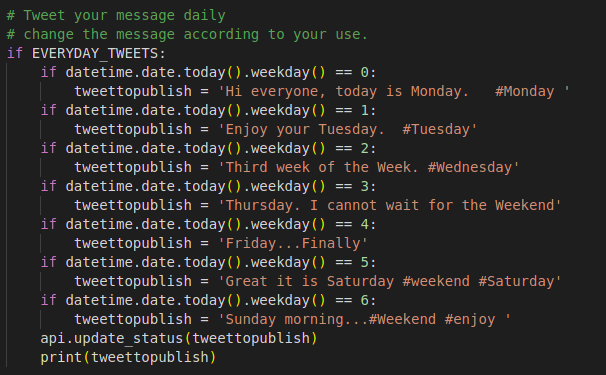 # Tweet your message daily
# change the message according to your use.
if EVERYDAY_TWEETS:
    if datetime.date.today().weekday() == 0:
        tweettopublish = 'Hi everyone, today is Monday.   #Monday '
    if datetime.date.today().weekday() == 1:
        tweettopublish = 'Enjoy your Tuesday.  #Tuesday'
    if datetime.date.today().weekday() == 2:
        tweettopublish = 'Third week of the Week. #Wednesday'
    if datetime.date.today().weekday() == 3:
        tweettopublish = 'Thursday. I cannot wait for the Weekend'
    if datetime.date.today().weekday() == 4:
        tweettopublish = 'Friday...Finally'
    if datetime.date.today().weekday() == 5:
        tweettopublish = 'Great it is Saturday #weekend #Saturday'
    if datetime.date.today().weekday() == 6:
        tweettopublish = 'Sunday morning...#Weekend #enjoy '
    api.update_status(tweettopublish)
    print(tweettopublish)